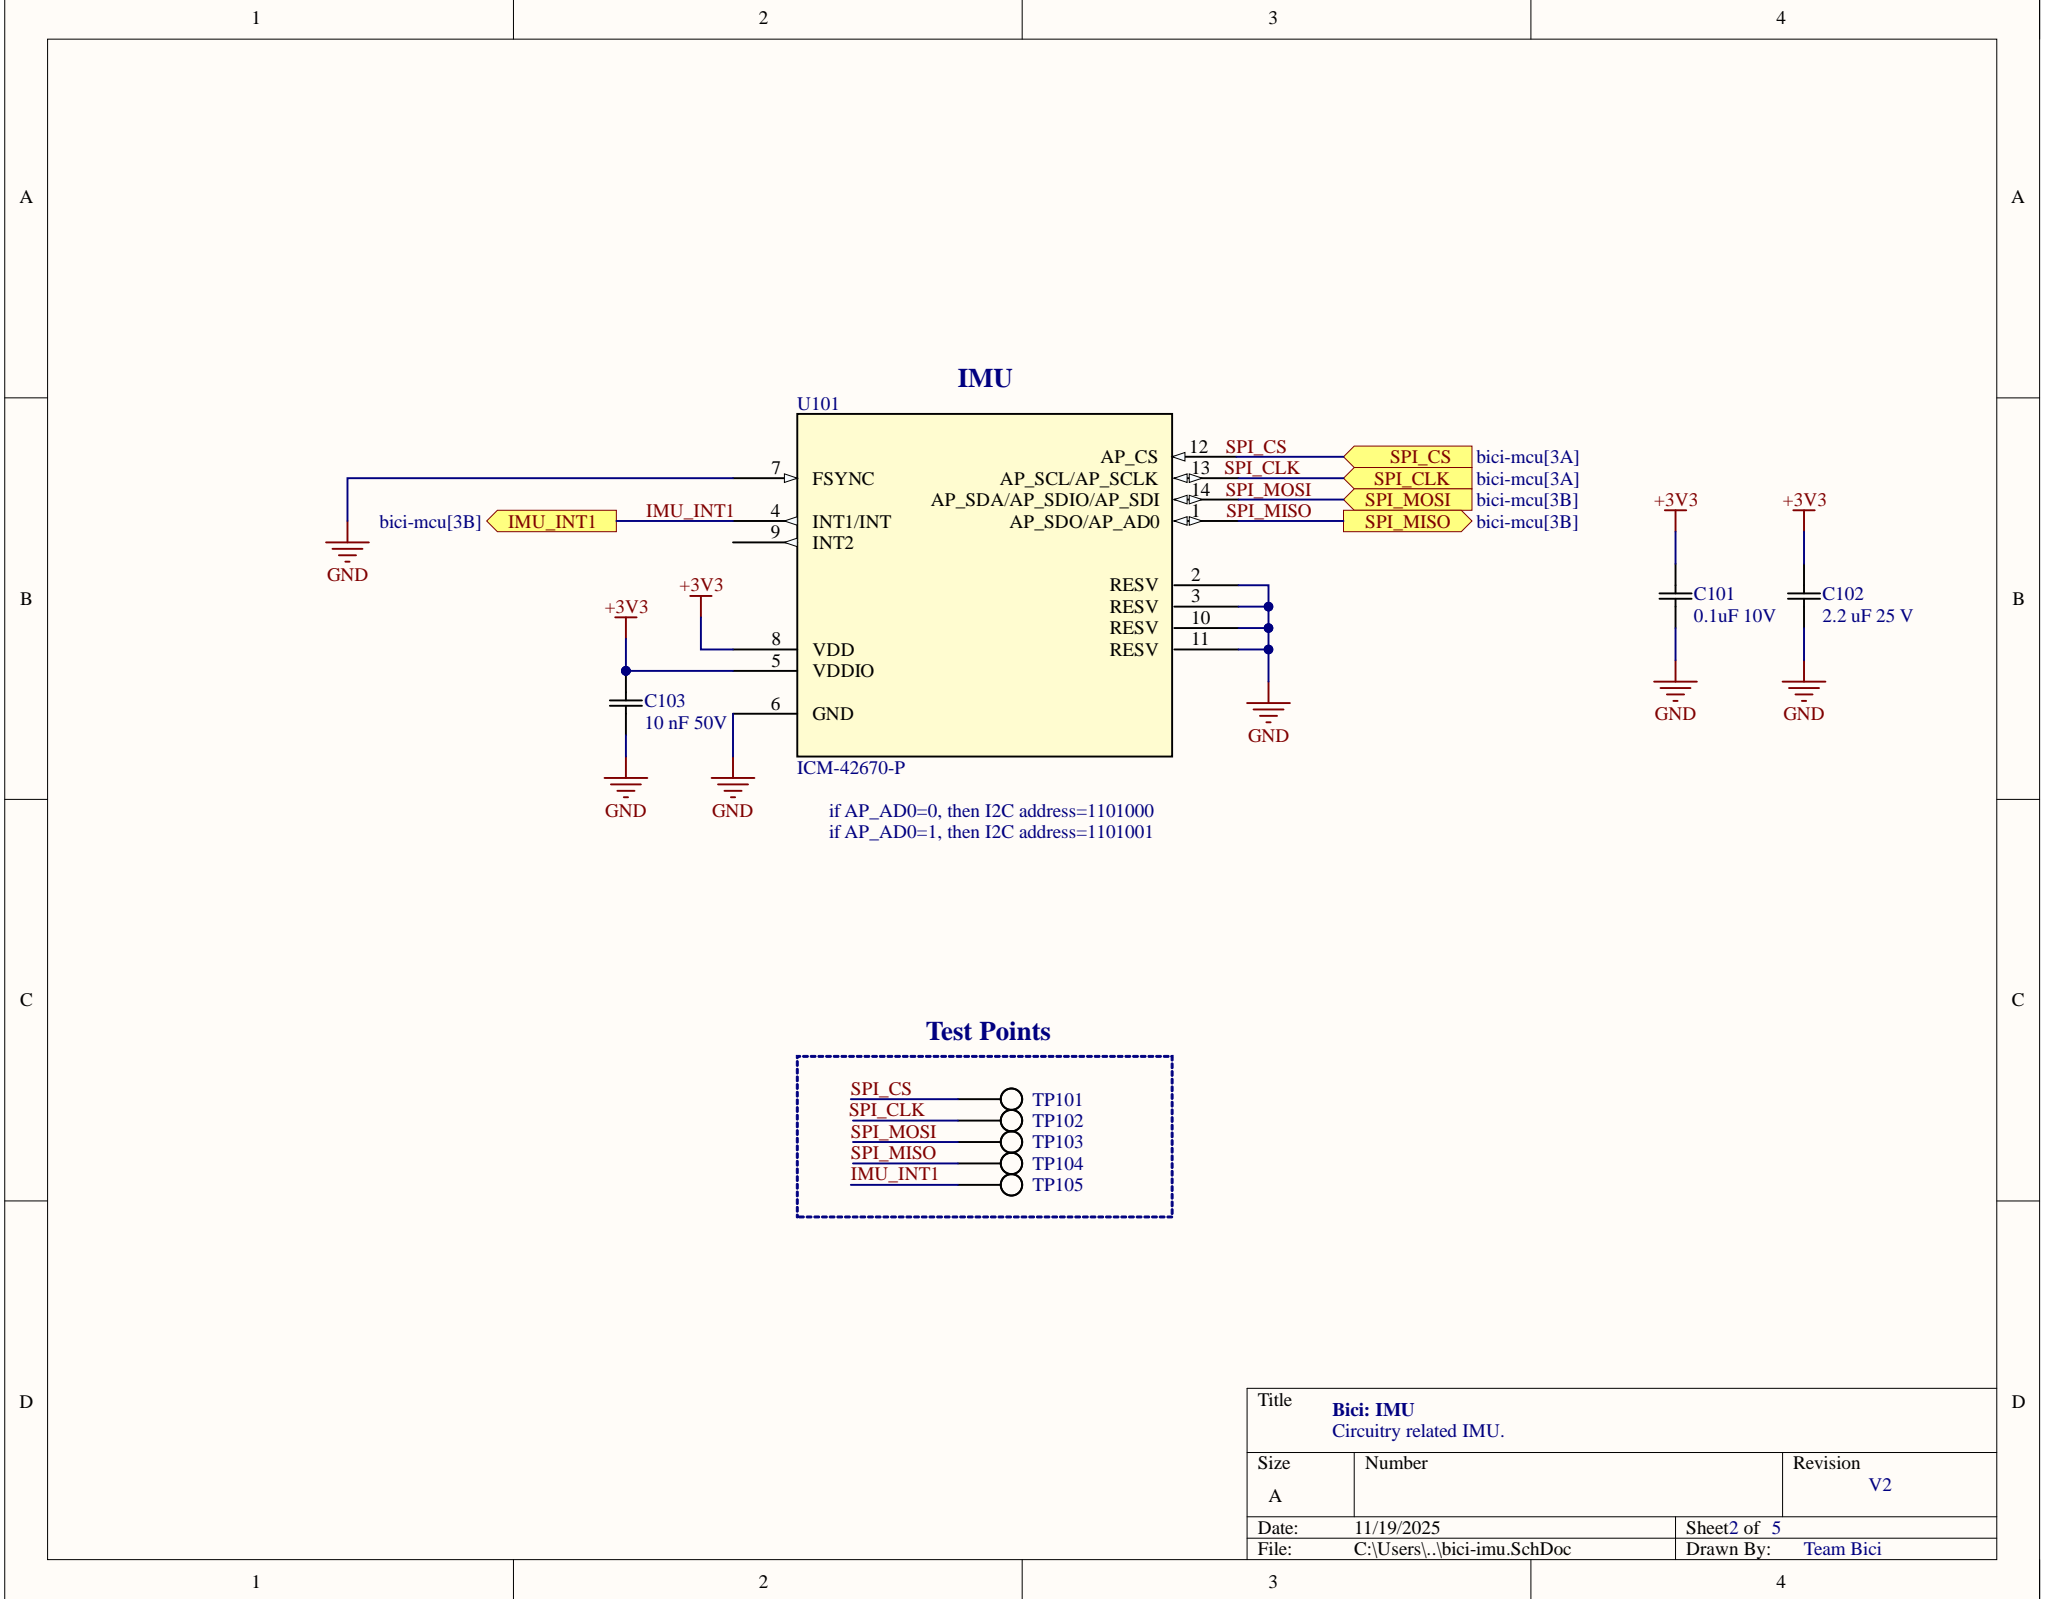 1 2 3 4
A A
IMU
U101
B B
7 FSYNC
bici-mcu[3B] IMU_INT1 IMU_INT1 4 INT1/INT
9 INT2
GND
+3V3
+3V3
8 VDD
5 VDDIO
C103
10 nF 50V
6 GND
GND
GND
AP_CS 12 SPI_CS SPI_CS bici-mcu[3A]
AP_SCL/AP_SCLK 13 SPI_CLK SPI_CLK bici-mcu[3A]
AP_SDA/AP_SDIO/AP_SDI 14 SPI_MOSI SPI_MOSI bici-mcu[3B]
AP_SDO/AP_AD0 1 SPI_MISO SPI_MISO bici-mcu[3B]
RESV 2
RESV 3
RESV 10
RESV 11
GND
ICM-42670-P
+3V3 +3V3
C101 C102
0.1uF 10V 2.2 uF 25 V
GND GND
if AP_AD0=0, then I2C address=1101000
if AP_AD0=1, then I2C address=1101001
C C
Test Points
SPI_CS TP101
SPI_CLK TP102
SPI_MOSI TP103
SPI_MISO TP104
IMU_INT1 TP105
D D
Title Bici: IMU
Circuitry related IMU.
Size Number Revision
A V2
Date: 11/19/2025 Sheet2 of 5
File: C:\Users\..\bici-imu.SchDoc Drawn By: Team Bici
1 2 3 4